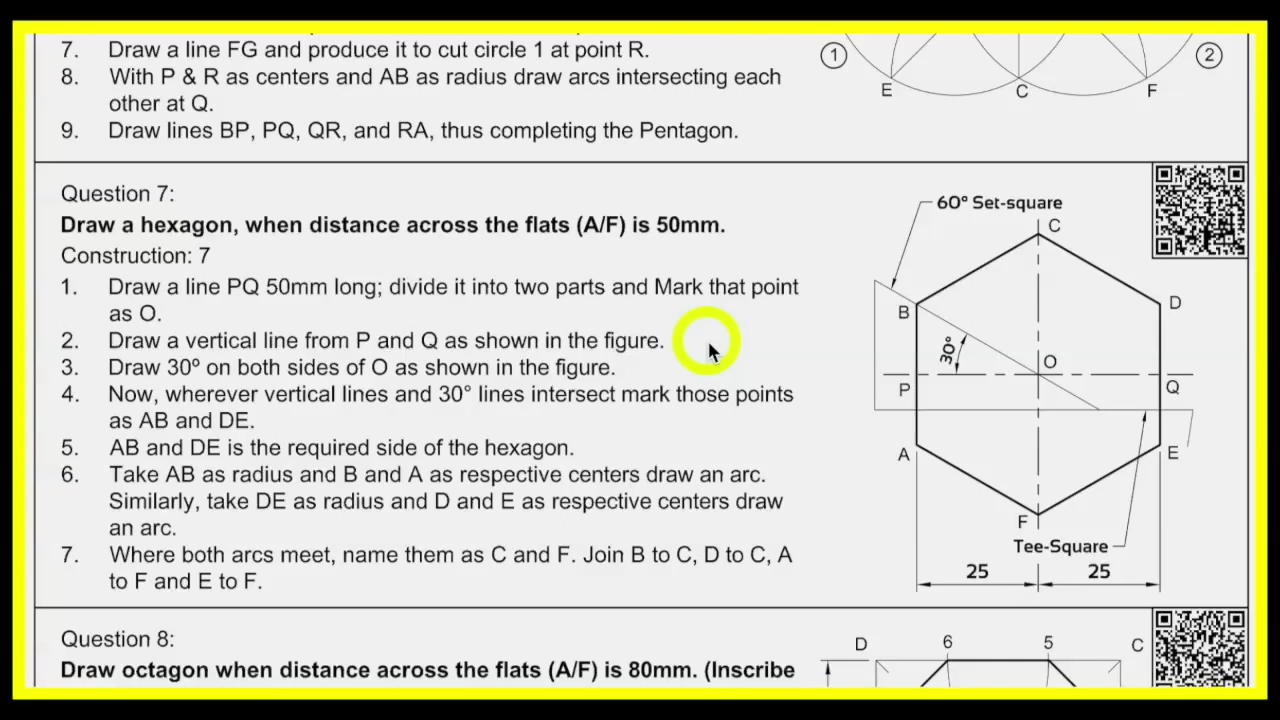 7. Draw a line FG and produce it to cut circle 1 at point R.
8. With P & R as centers and AB as radius draw arcs intersecting each
other at Q.
9. Draw lines BP, PQ, QR, and RA, thus completing the Pentagon.
1
2
E
C
F
Question 7:
Draw a hexagon, when distance across the flats (A/F) is 50mm.
Construction: 7
1. Draw a line PQ 50mm long; divide it into two parts and Mark that point
as O.
2. Draw a vertical line from P and Q as shown in the figure.
3. Draw 30º on both sides of O as shown in the figure.
4. Now, wherever vertical lines and 30° lines intersect mark those points
as AB and DE.
5. AB and DE is the required side of the hexagon.
6. Take AB as radius and B and A as respective centers draw an arc.
Similarly, take DE as radius and D and E as respective centers draw
an arc.
7. Where both arcs meet, name them as C and F. Join B to C, D to C, A
to F and E to F.
60° Set-square
C
B
D
30°
O
P
Q
A
E
F
Tee-Square
25
25
Question 8:
Draw octagon when distance across the flats (A/F) is 80mm. (Inscribe
D
6
5
C